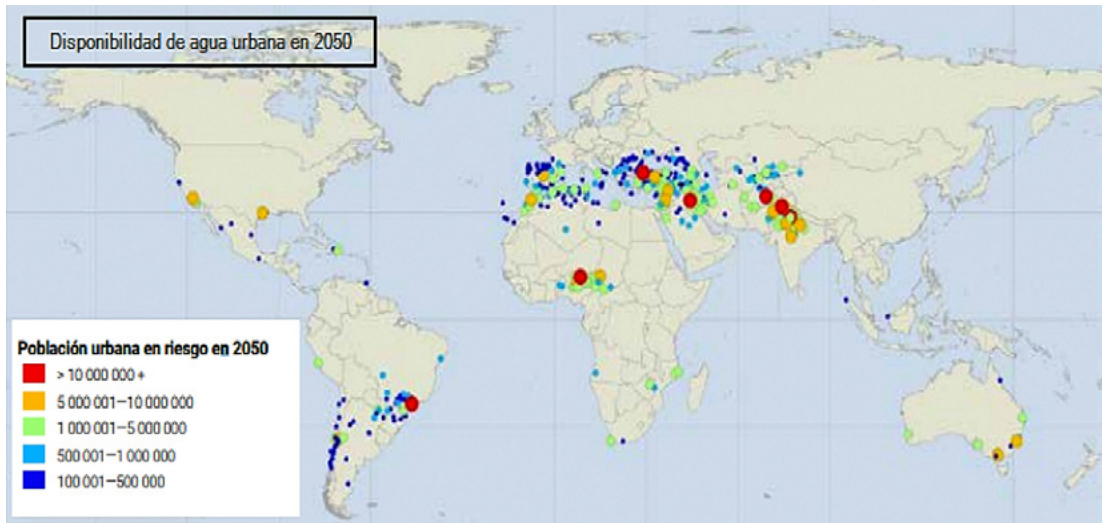 Disponibilidad de agua urbana en 2050
Población urbana en riesgo en 2050
> 10 000 000 +
5 000 001–10 000 000
1 000 001–5 000 000
500 001–1 000 000
100 001–500 000